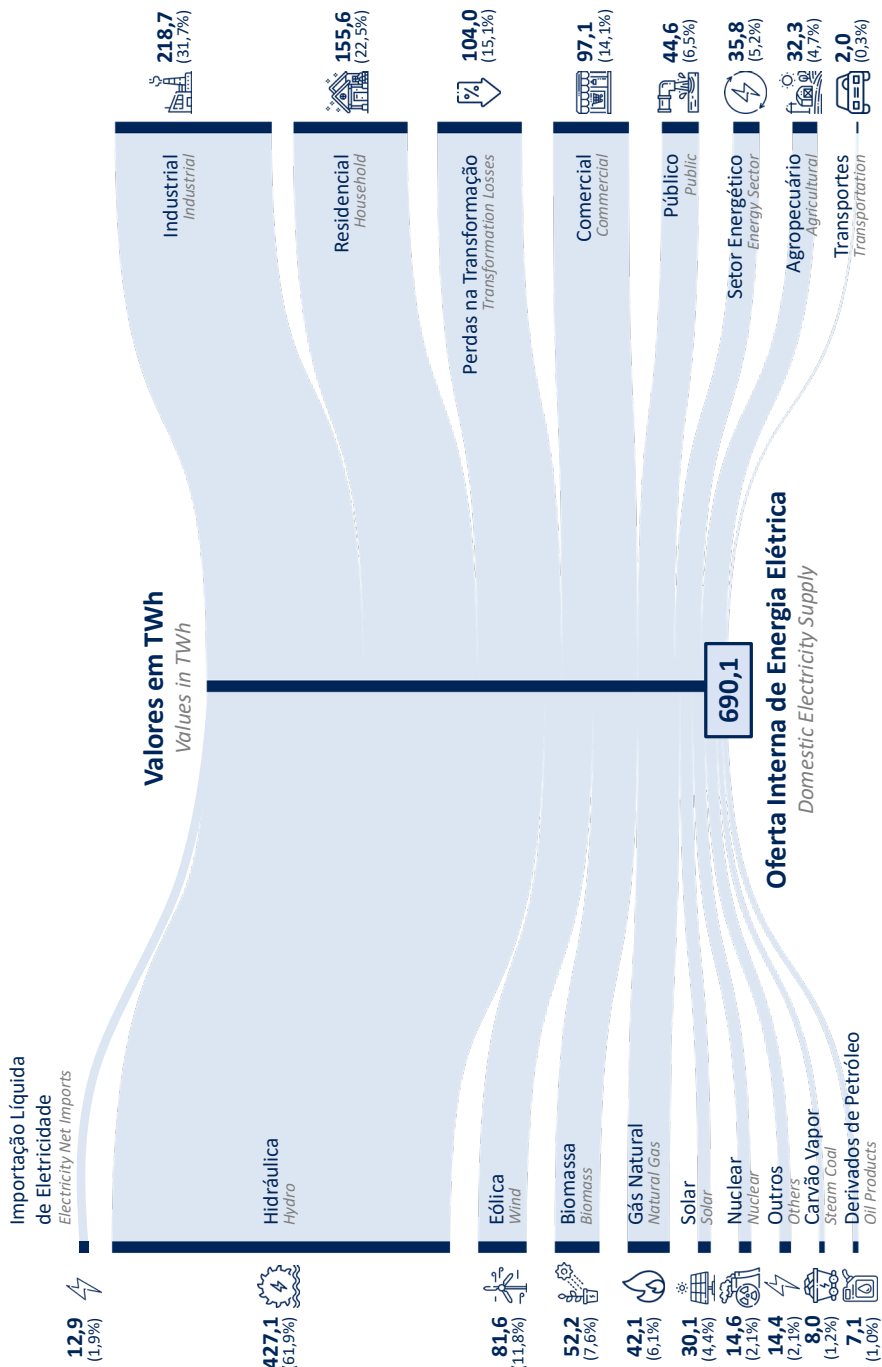 Valores em TWh
Values in TWh
Importação Líquida
de Eletricidade
Electricity Net Imports
12,9
(1,9%)
Hidráulica
Hydro
427,1
(61,9%)
Eólica
Wind
81,6
(11,8%)
Biomassa
Biomass
52,2
(7,6%)
Gás Natural
Natural Gas
42,1
(6,1%)
Solar
Solar
30,1
(4,4%)
Nuclear
Nuclear
14,6
(2,1%)
Outros
Others
14,4
(2,1%)
Carvão Vapor
Steam Coal
8,0
(1,2%)
Derivados de Petróleo
Oil Products
7,1
(1,0%)
690,1
Oferta Interna de Energia Elétrica
Domestic Electricity Supply
Industrial
Industrial
218,7
(31,7%)
Residencial
Household
155,6
(22,5%)
Perdas na Transformação
Transformation Losses
104,0
(15,1%)
%
Comercial
Commercial
97,1
(14,1%)
Público
Public
44,6
(6,5%)
Setor Energético
Energy Sector
35,8
(5,2%)
Agropecuário
Agricultural
32,3
(4,7%)
Transportes
Transportation
2,0
(0,3%)